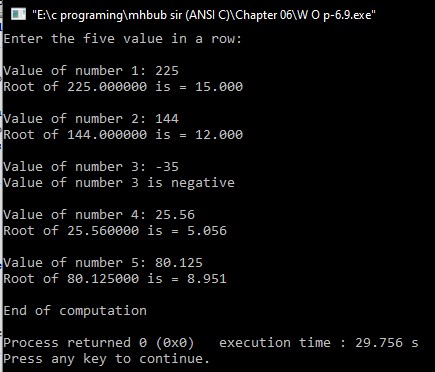 "E:\c programing\mhbub sir (ANSI C)\Chapter 06\W O p-6.9.exe"
Enter the five value in a row:
Value of number 1: 225
Root of 225.000000 is = 15.000
Value of number 2: 144
Root of 144.000000 is = 12.000
Value of number 3: -35
Value of number 3 is negative
Value of number 4: 25.56
Root of 25.560000 is = 5.056
Value of number 5: 80.125
Root of 80.125000 is = 8.951
End of computation
Process returned 0 (0x0)   execution time : 29.756 s
Press any key to continue.